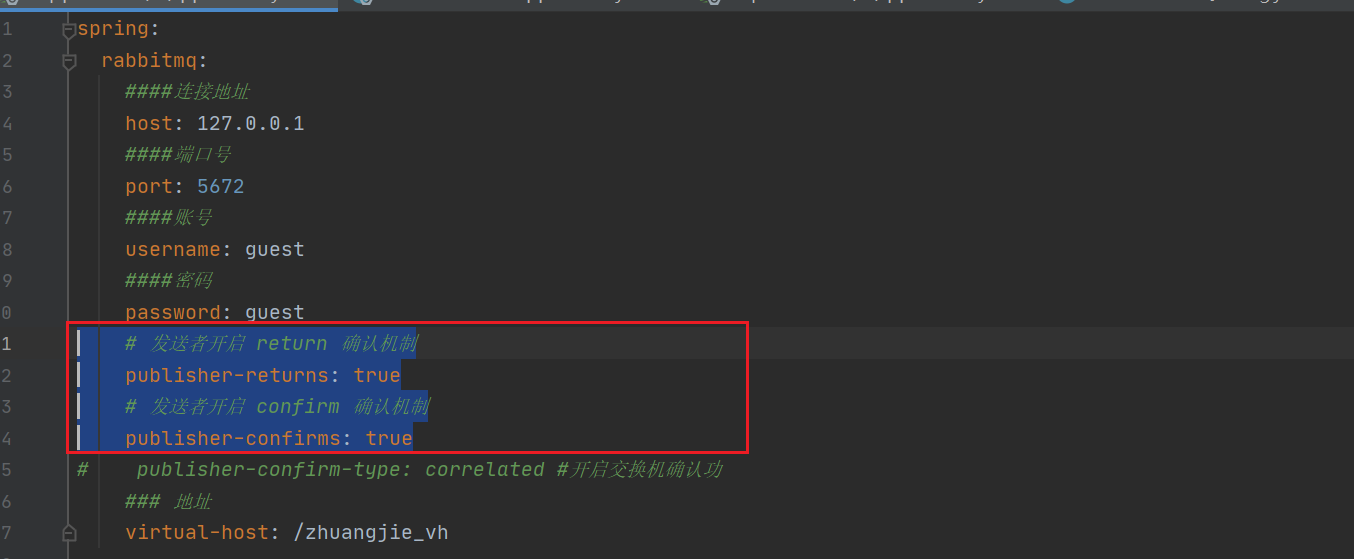 1 spring:
2 rabbitmq:
3 ####连接地址
4 host: 127.0.0.1
5 ####端口号
6 port: 5672
7 ####账号
8 username: guest
9 ####密码
0 password: guest
1 # 发送者开启 return 确认机制
2 publisher-returns: true
3 # 发送者开启 confirm 确认机制
4 publisher-confirms: true
5 # publisher-confirm-type: correlated #开启交换机确认功
6 ### 地址
7 virtual-host: /zhuangjie_vh